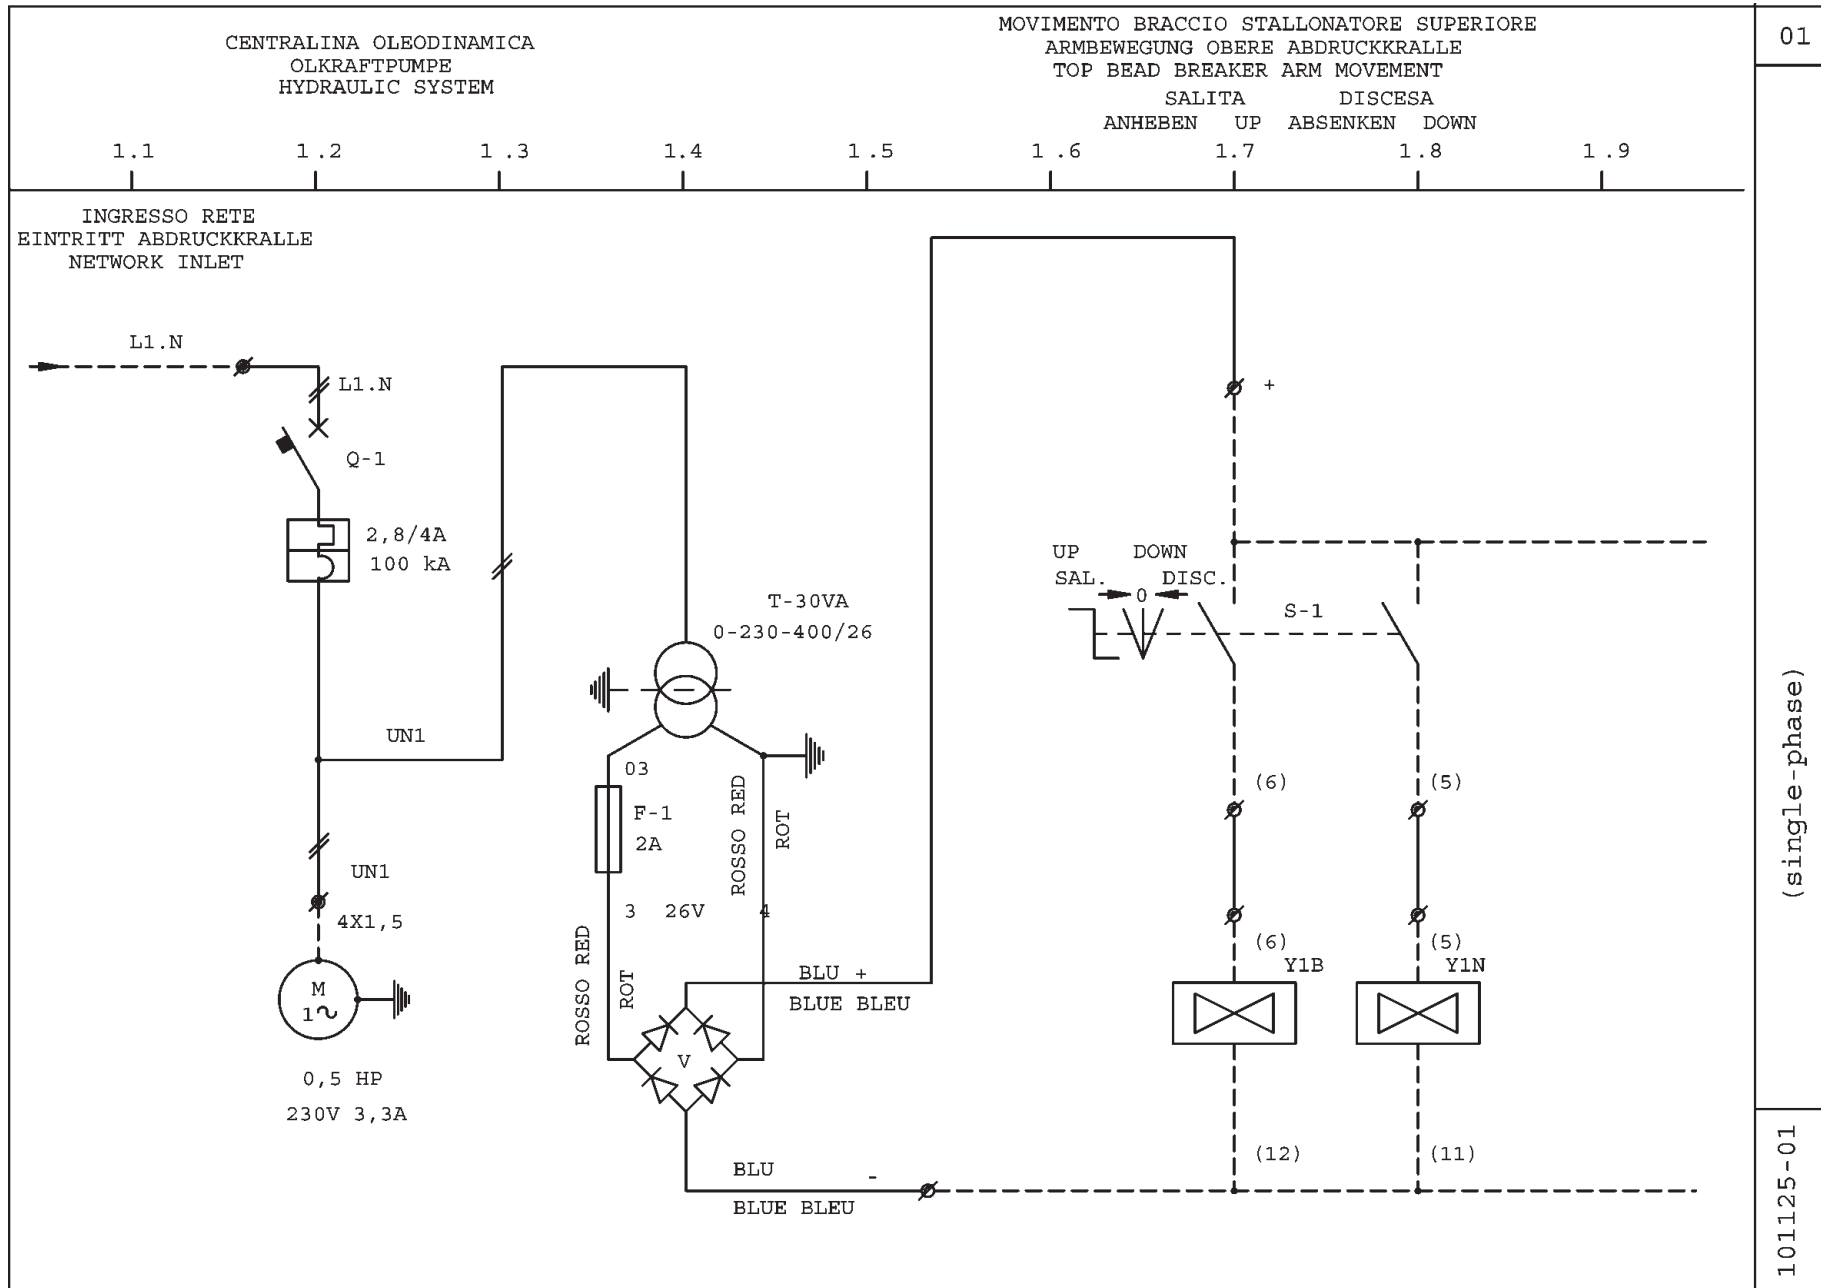 CENTRALINA OLEODINAMICA
OLKRAFTPUMPE
HYDRAULIC SYSTEM
MOVIMENTO BRACCIO STALLONATORE SUPERIORE
ARMBEWEGUNG OBERE ABDRUCKKRALLE
TOP BEAD BREAKER ARM MOVEMENT
SALITA DISCESA
ANHEBEN UP ABSENKEN DOWN
01
1.1 1.2 1.3 1.4 1.5 1.6 1.7 1.8 1.9
INGRESSO RETE
EINTRITT ABDRUCKKRALLE
NETWORK INLET
L1.N
L1.N
Q-1
2,8/4A
100 kA
UN1
UN1
4X1,5
M
1~
0,5 HP
230V 3,3A
T-30VA
0-230-400/26
03
F-1
2A
3 26V 4
ROSSO RED
ROT
ROSSO RED
ROT
BLU +
BLUE BLEU
V
BLU -
BLUE BLEU
+
UP DOWN
SAL. DISC.
0
S-1
(6) (5)
(6) (5)
Y1B Y1N
(12) (11)
(single-phase)
101125-01